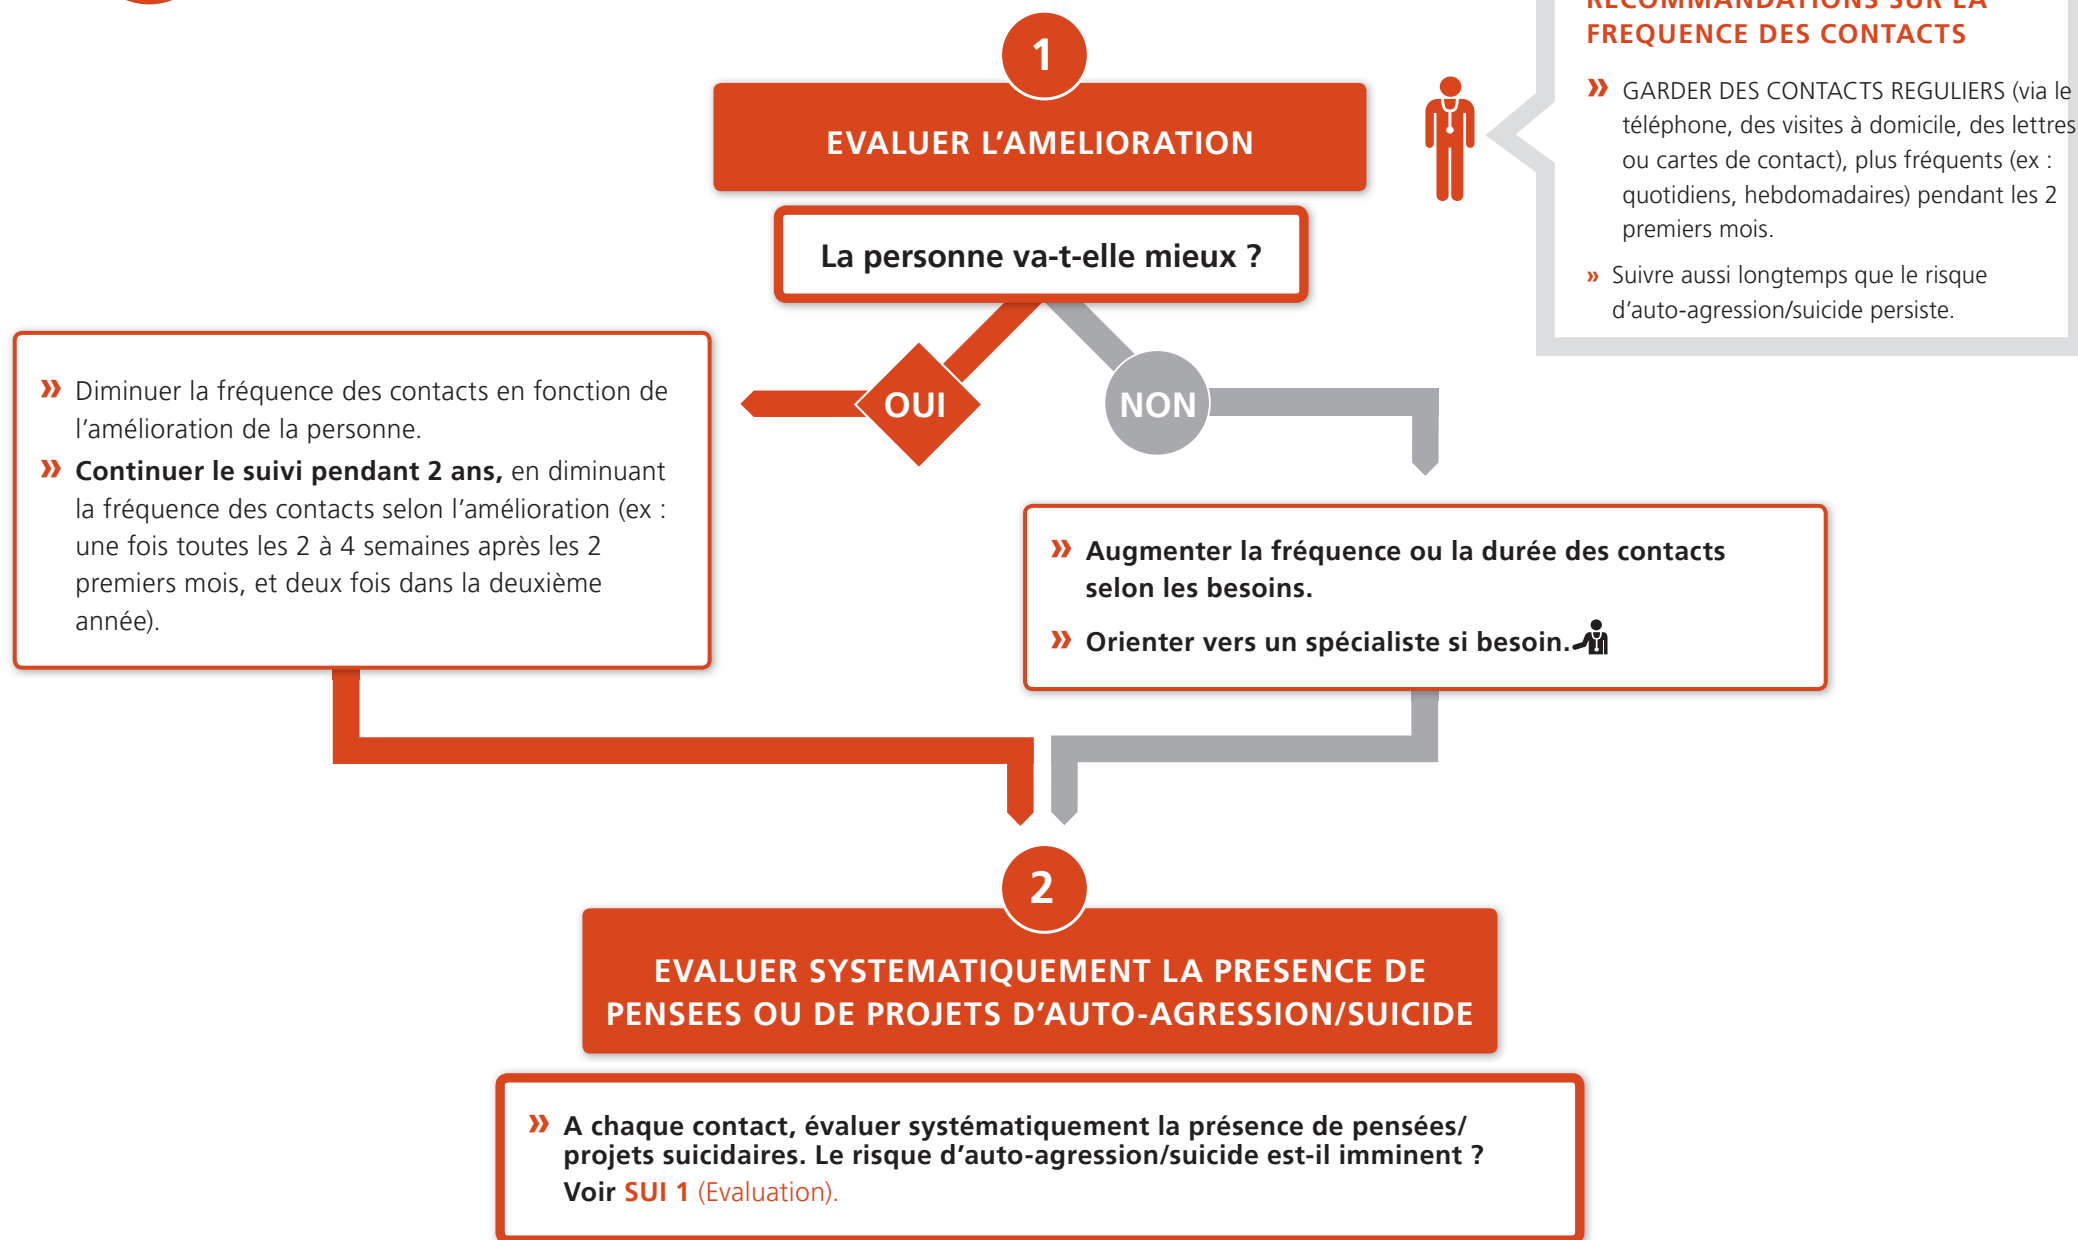 1
EVALUER L’AMELIORATION
La personne va-t-elle mieux ?
RECOMMANDATIONS SUR LA
FREQUENCE DES CONTACTS
» GARDER DES CONTACTS REGULIERS (via le
téléphone, des visites à domicile, des lettres
ou cartes de contact), plus fréquents (ex :
quotidiens, hebdomadaires) pendant les 2
premiers mois.
» Suivre aussi longtemps que le risque
d’auto-agression/suicide persiste.
OUI
NON
» Diminuer la fréquence des contacts en fonction de
l’amélioration de la personne.
» Continuer le suivi pendant 2 ans, en diminuant
la fréquence des contacts selon l’amélioration (ex :
une fois toutes les 2 à 4 semaines après les 2
premiers mois, et deux fois dans la deuxième
année).
» Augmenter la fréquence ou la durée des contacts
selon les besoins.
» Orienter vers un spécialiste si besoin.
2
EVALUER SYSTEMATIQUEMENT LA PRESENCE DE
PENSEES OU DE PROJETS D’AUTO-AGRESSION/SUICIDE
» A chaque contact, évaluer systématiquement la présence de pensées/
projets suicidaires. Le risque d’auto-agression/suicide est-il imminent ?
Voir SUI 1 (Evaluation).